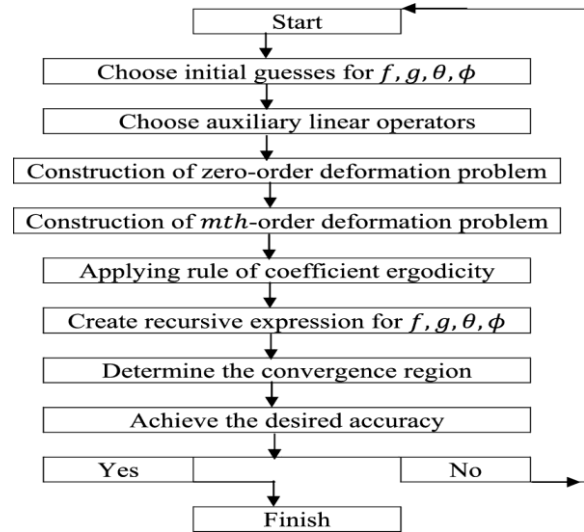 Start
Choose initial guesses for 𝑓, 𝑔, 𝜃, 𝜙
Choose auxiliary linear operators
Construction of zero-order deformation problem
Construction of 𝑚𝑡ℎ-order deformation problem
Applying rule of coefficient ergodicity
Create recursive expression for 𝑓, 𝑔, 𝜃, 𝜙
Determine the convergence region
Achieve the desired accuracy
Yes No
Finish